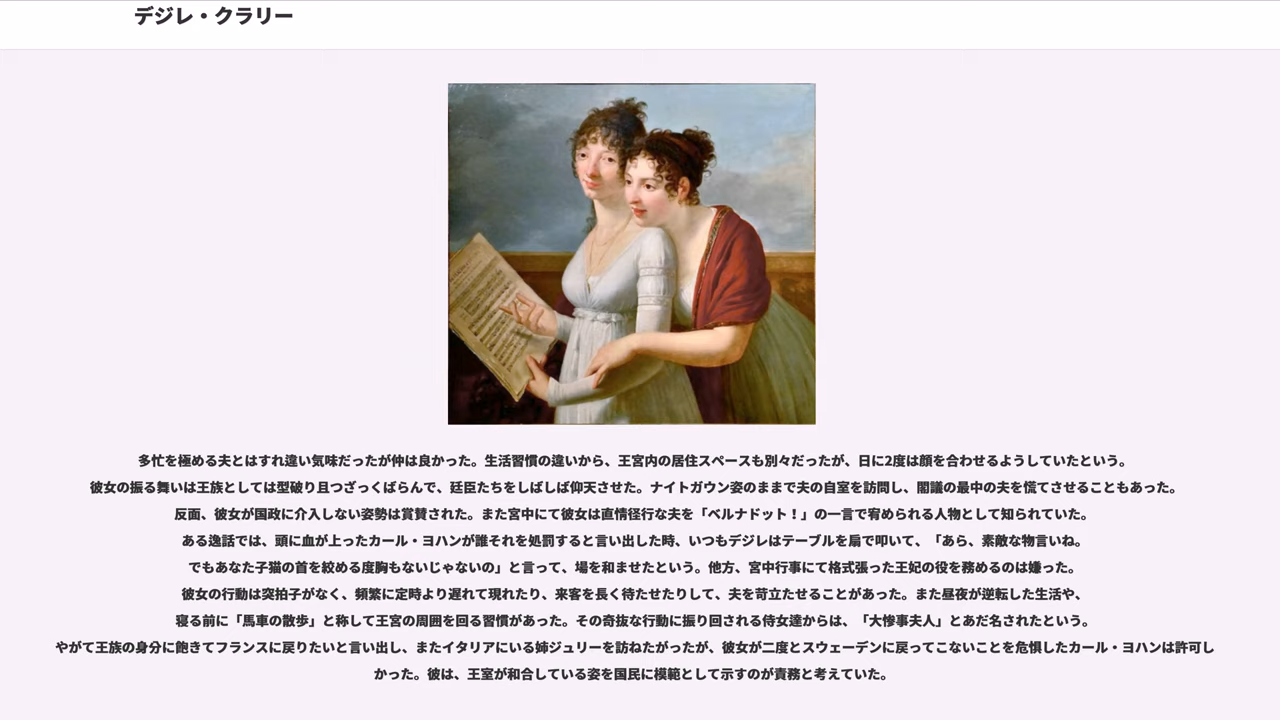 デジレ・クラリー
多忙を極める夫とはすれ違い気味だったが仲は良かった。生活習慣の違いから、王宮内の居住スペースも別々だったが、日に2度は顔を合わせるようしていたという。
彼女の振る舞いは王族としては型破り且つざっくばらんで、廷臣たちをしばしば仰天させた。ナイトガウン姿のままで夫の自室を訪問し、閣議の最中の夫を慌てさせることもあった。
反面、彼女が国政に介入しない姿勢は賞賛された。また宮中にて彼女は直情径行な夫を「ベルナドット！」の一言で宥められる人物として知られていた。
ある逸話では、頭に血が上ったカール・ヨハンが誰それを処罰すると言い出した時、いつもデジレはテーブルを扇で叩いて、「あら、素敵な物言いね。
でもあなた子猫の首を絞める度胸もないじゃないの」と言って、場を和ませたという。他方、宮中行事にて格式張った王妃の役を務めるのは嫌った。
彼女の行動は突拍子がなく、頻繁に定時より遅れて現れたり、来客を長く待たせたりして、夫を苛立たせることがあった。また昼夜が逆転した生活や、
寝る前に「馬車の散歩」と称して王宮の周囲を回る習慣があった。その奇抜な行動に振り回される侍女達からは、「大惨事夫人」とあだ名されたという。
やがて王族の身分に飽きてフランスに戻りたいと言い出し、またイタリアにいる姉ジュリーを訪ねたがったが、彼女が二度とスウェーデンに戻ってこないことを危惧したカール・ヨハンは許可し
かった。彼は、王室が和合している姿を国民に模範として示すのが責務と考えていた。